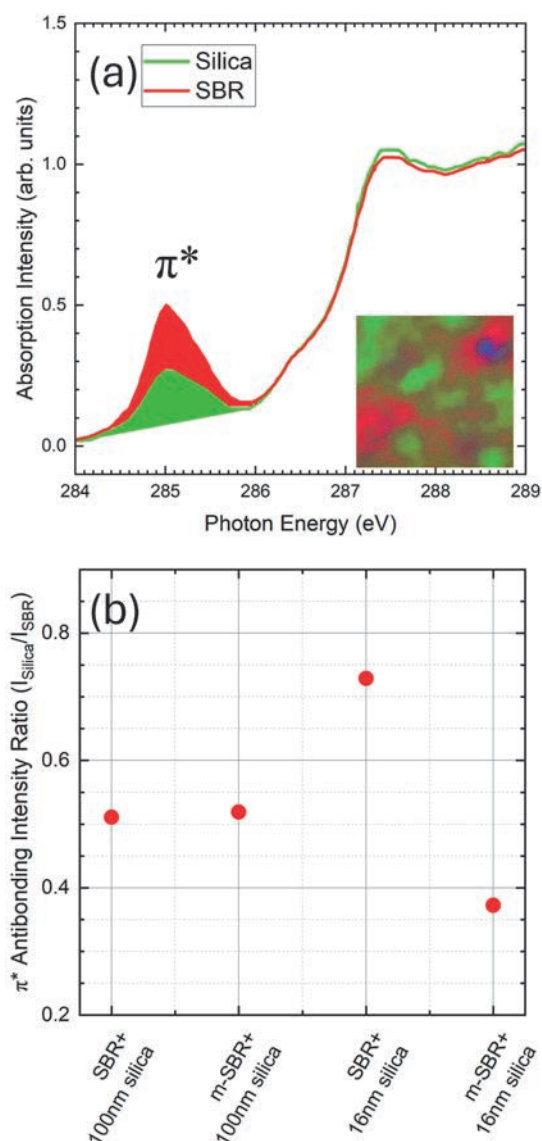 (a)
Silica
SBR
π*
Absorption Intensity (arb. units)
1.5
1.0
0.5
0.0
284 285 286 287 288 289
Photon Energy (eV)
(b)
π* Antibonding Intensity Ratio (I_Silica/I_SBR)
0.8
0.6
0.4
0.2
SBR+
100nm silica
m-SBR+
100nm silica
SBR+
16nm silica
m-SBR+
16nm silica